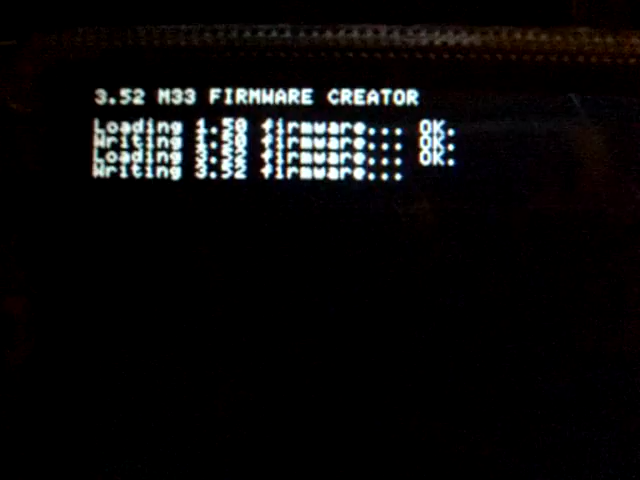 3.52 M33 FIRMWARE CREATOR
Loading 1.50 firmware... OK.
Writing 1.50 firmware... OK.
Loading 3.52 firmware... OK.
Writing 3.52 firmware...